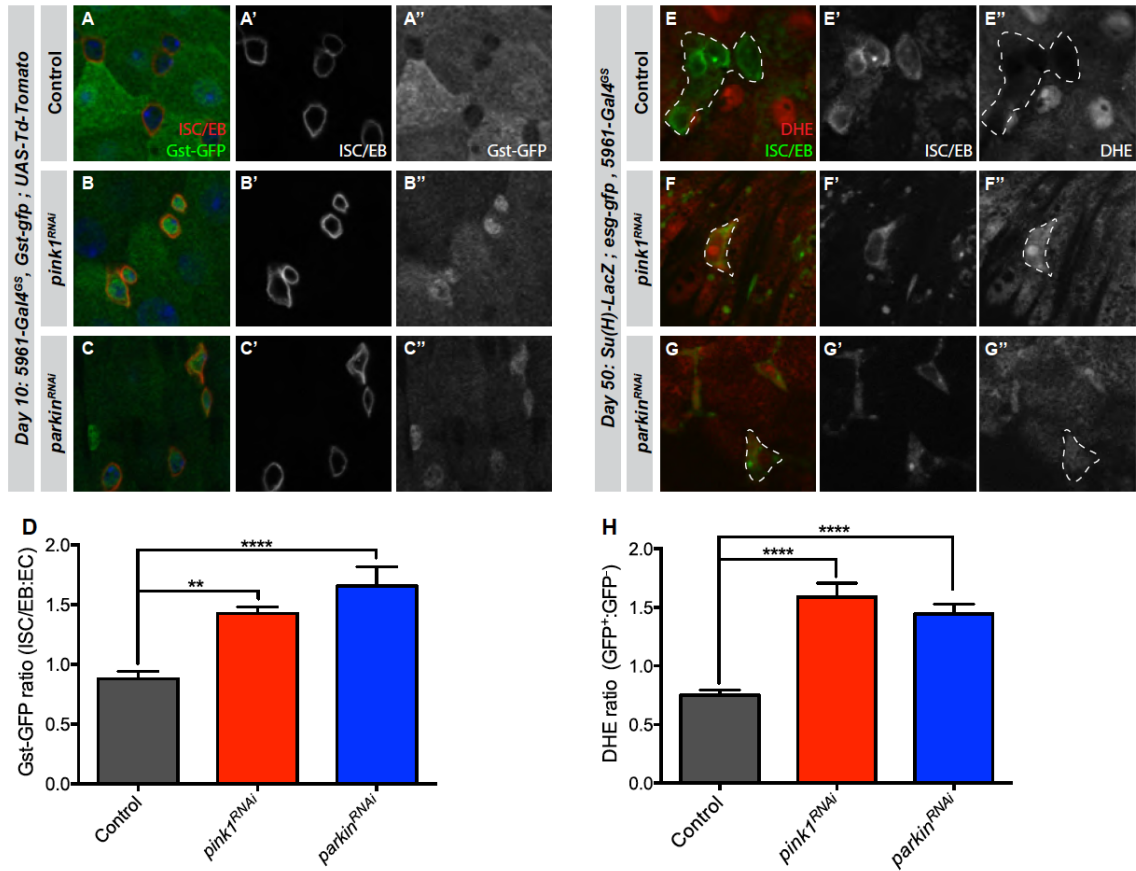 Day 10: 5961-Gal4GS, Gst-gfp ; UAS-Td-Tomato
Control
A
ISC/EB
Gst-GFP
A'
ISC/EB
A''
Gst-GFP
pink1RNAi
B
B'
B''
parkinRNAi
C
C'
C''
D
Gst-GFP ratio (ISC/EB:EC)
2.0
1.5
1.0
0.5
0.0
****
**
Control
pink1RNAi
parkinRNAi
Day 50: Su(H)-LacZ ; esg-gfp , 5961-Gal4GS
Control
E
DHE
ISC/EB
E'
ISC/EB
E''
DHE
pink1RNAi
F
F'
F''
parkinRNAi
G
G'
G''
H
DHE ratio (GFP+:GFP-)
2.0
1.5
1.0
0.5
0.0
****
****
Control
pink1RNAi
parkinRNAi